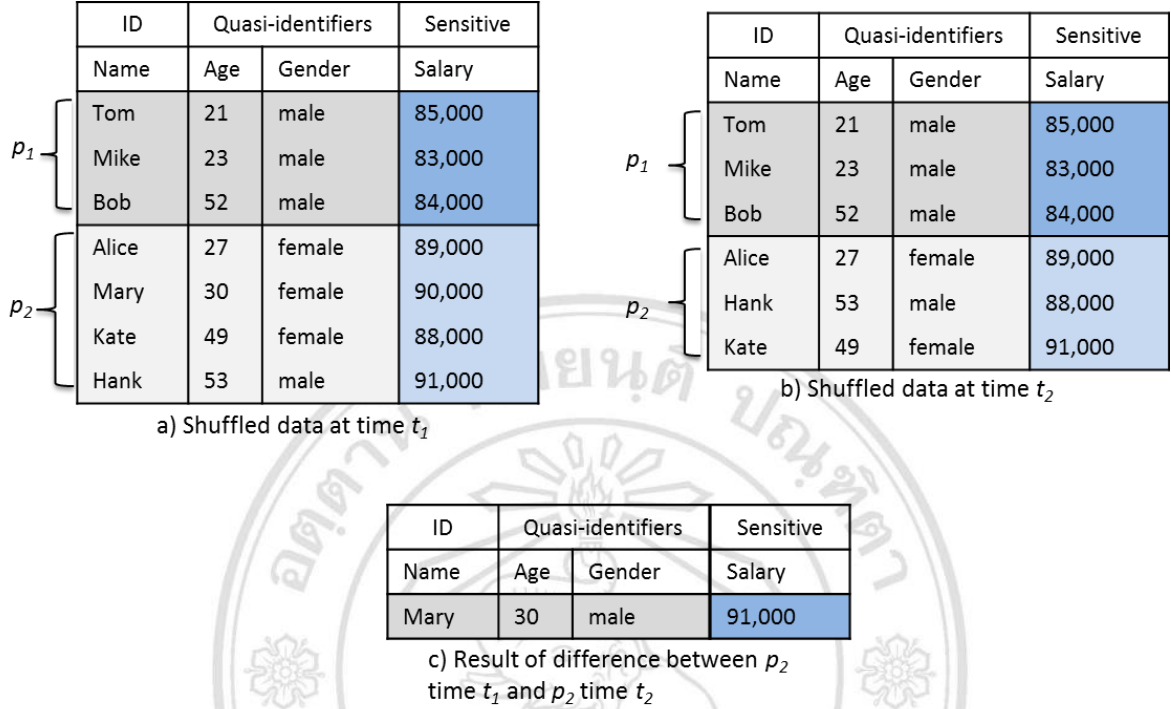 ID Quasi-identifiers Sensitive
Name Age Gender Salary
p1
Tom 21 male 85,000
Mike 23 male 83,000
Bob 52 male 84,000
p2
Alice 27 female 89,000
Mary 30 female 90,000
Kate 49 female 88,000
Hank 53 male 91,000
a) Shuffled data at time t1
ID Quasi-identifiers Sensitive
Name Age Gender Salary
p1
Tom 21 male 85,000
Mike 23 male 83,000
Bob 52 male 84,000
p2
Alice 27 female 89,000
Hank 53 male 88,000
Kate 49 female 91,000
b) Shuffled data at time t2
ปณฺฑิตา
ID Quasi-identifiers Sensitive
Name Age Gender Salary
Mary 30 male 91,000
c) Result of difference between p2
time t1 and p2 time t2